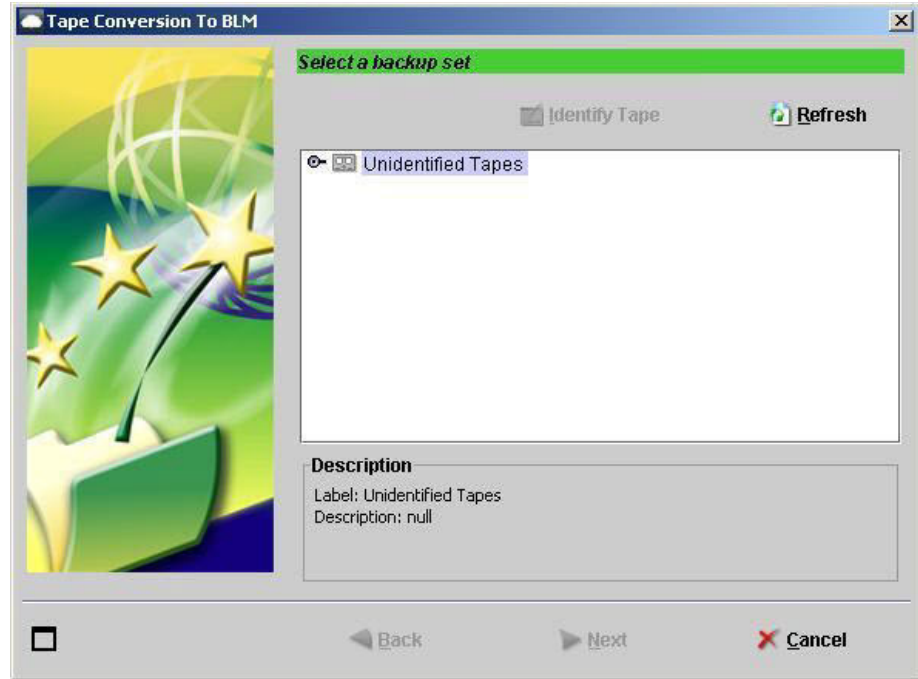 Tape Conversion To BLM
Select a backup set
Identify Tape
Refresh
Unidentified Tapes
Description
Label: Unidentified Tapes
Description: null
Back
Next
Cancel